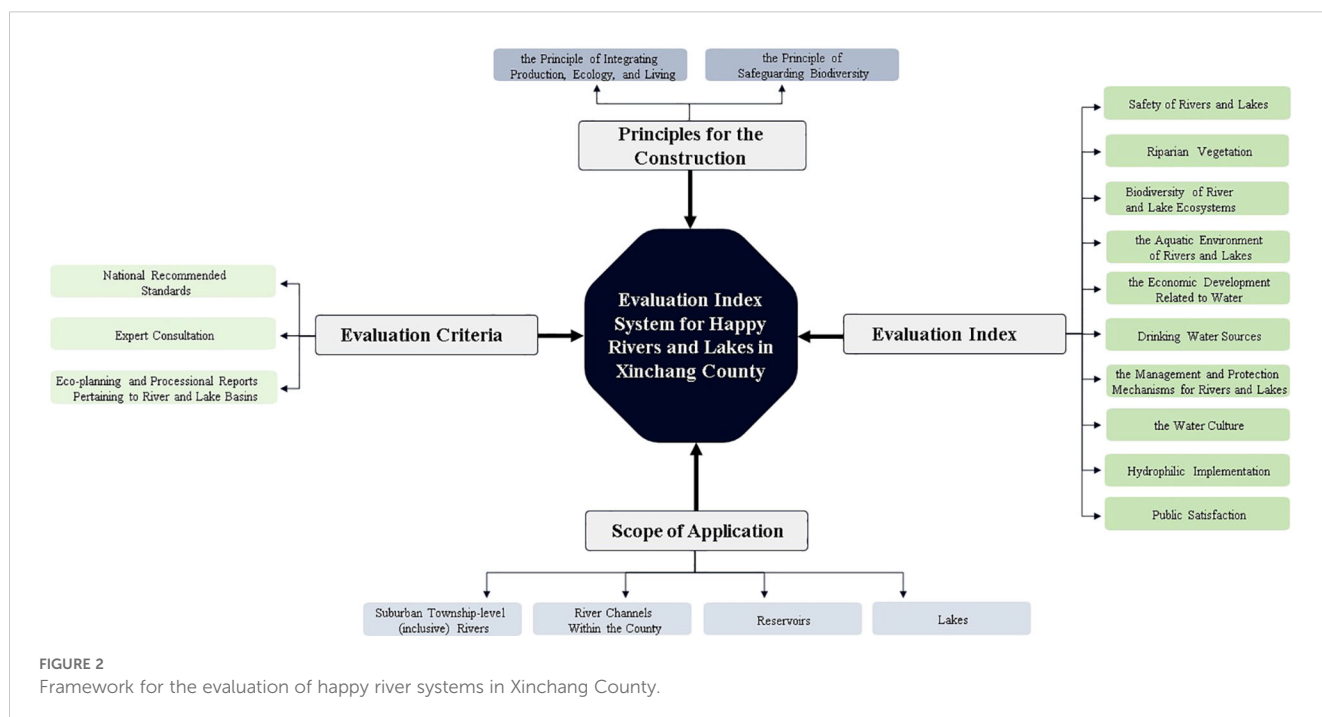 the Principle of Integrating
Production, Ecology, and Living
the Principle of
Safeguarding Biodiversity
Principles for the
Construction
National Recommended
Standards
Expert Consultation
Eco-planning and Processional Reports
Pertaining to River and Lake Basins
Evaluation Criteria
Evaluation Index
System for Happy
Rivers and Lakes in
Xinchang County
Evaluation Index
Safety of Rivers and Lakes
Riparian Vegetation
Biodiversity of River
and Lake Ecosystems
the Aquatic Environment
of Rivers and Lakes
the Economic Development
Related to Water
Drinking Water Sources
the Management and Protection
Mechanisms for Rivers and Lakes
the Water Culture
Hydrophilic Implementation
Public Satisfaction
Scope of Application
Suburban Township-level
(inclusive) Rivers
River Channels
Within the County
Reservoirs
Lakes
FIGURE 2
Framework for the evaluation of happy river systems in Xinchang County.